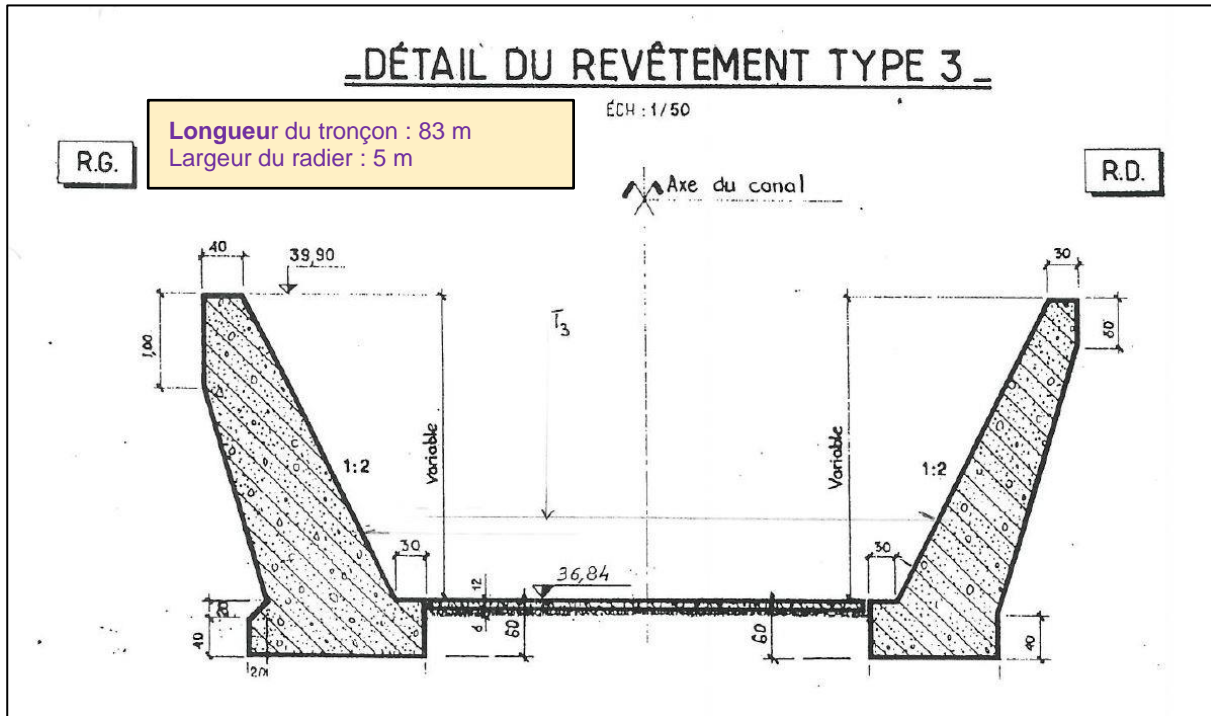 _DÉTAIL DU REVÊTEMENT TYPE 3_
ÉCH : 1/50
Longueur du tronçon : 83 m
Largeur du radier : 5 m
R.G.
R.D.
Axe du canal
40
39,90
30
1,00
T3
60
Variable
Variable
1:2
1:2
30
12
36,84
30
20
6
60
60
40
40
20